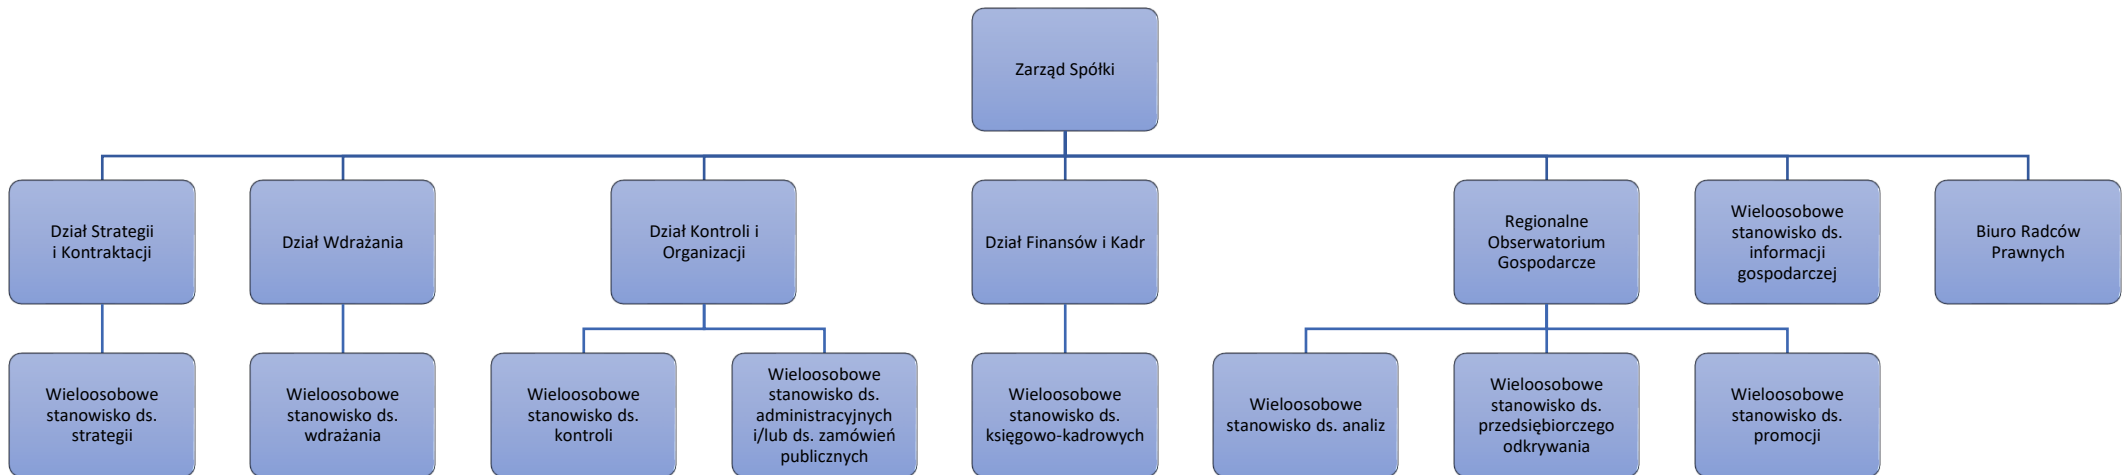 Zarząd Spółki
Dział Strategii
i Kontraktacji
Dział Wdrażania
Dział Kontroli i
Organizacji
Dział Finansów i Kadr
Regionalne
Obserwatorium
Gospodarcze
Wieloosobowe
stanowisko ds.
informacji
gospodarczej
Biuro Radców
Prawnych
Wieloosobowe
stanowisko ds.
strategii
Wieloosobowe
stanowisko ds.
wdrażania
Wieloosobowe
stanowisko ds.
kontroli
Wieloosobowe
stanowisko ds.
administracyjnych
i/lub ds. zamówień
publicznych
Wieloosobowe
stanowisko ds.
księgowo-kadrowych
Wieloosobowe
stanowisko ds. analiz
Wieloosobowe
stanowisko ds.
przedsiębiorczego
odkrywania
Wieloosobowe
stanowisko ds.
promocji